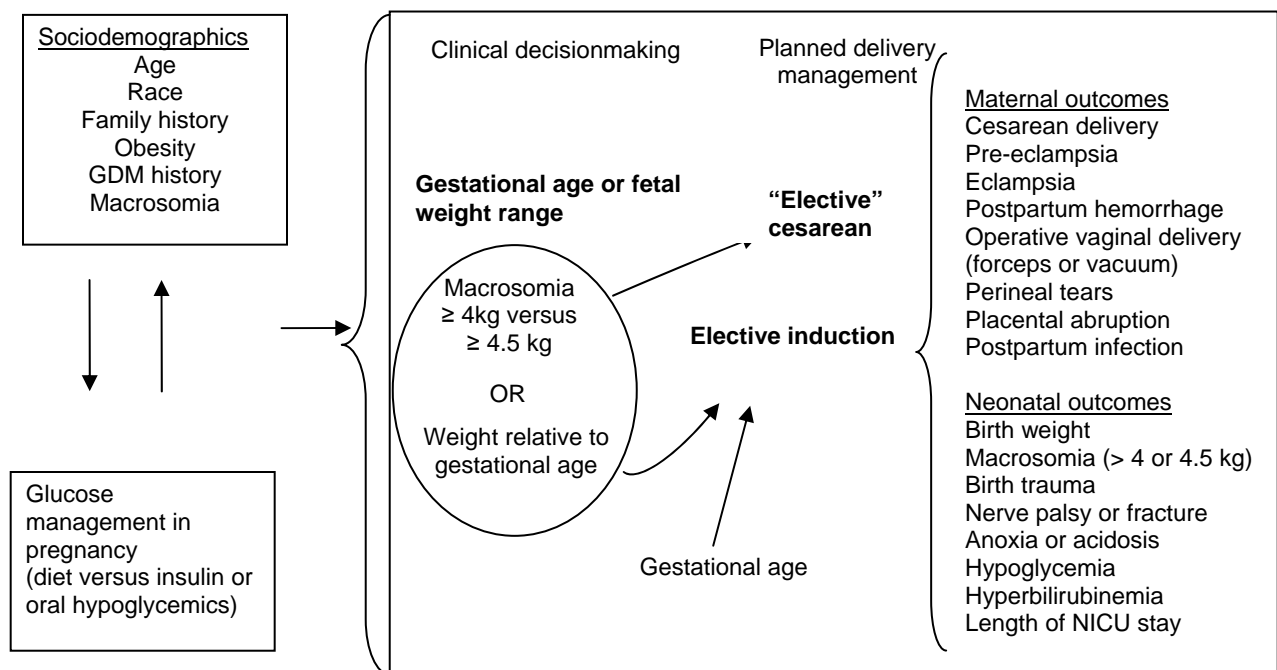 Sociodemographics
Age
Race
Family history
Obesity
GDM history
Macrosomia
Glucose
management in
pregnancy
(diet versus insulin or
oral hypoglycemics)
Clinical decisionmaking
Gestational age or fetal
weight range
Macrosomia
≥ 4kg versus
≥ 4.5 kg
OR
Weight relative to
gestational age
Planned delivery
management
“Elective”
cesarean
Elective induction
Gestational age
Maternal outcomes
Cesarean delivery
Pre-eclampsia
Eclampsia
Postpartum hemorrhage
Operative vaginal delivery
(forceps or vacuum)
Perineal tears
Placental abruption
Postpartum infection
Neonatal outcomes
Birth weight
Macrosomia (> 4 or 4.5 kg)
Birth trauma
Nerve palsy or fracture
Anoxia or acidosis
Hypoglycemia
Hyperbilirubinemia
Length of NICU stay